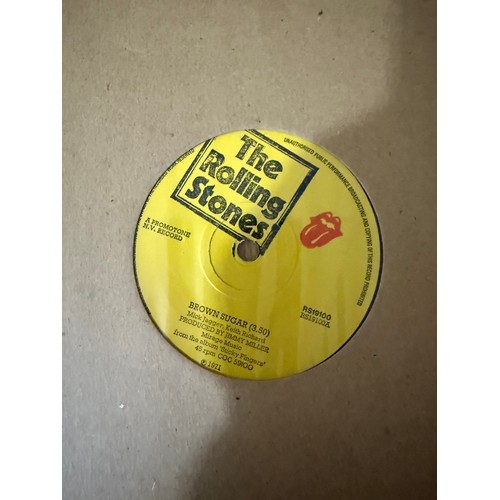 The
Rolling
Stones
UNAUTHORISED PUBLIC PERFORMANCE BROADCASTING AND COPYING OF THIS RECORD PROHIBITED
A PROMOTONE
N.V. RECORD
RS19100
RS19100A
BROWN SUGAR (3.50)
Mick Jagger, Keith Richard
PRODUCED BY JIMMY MILLER
Mirage Music
from the album 'Sticky Fingers'
45 rpm COC 59100
℗ 1971